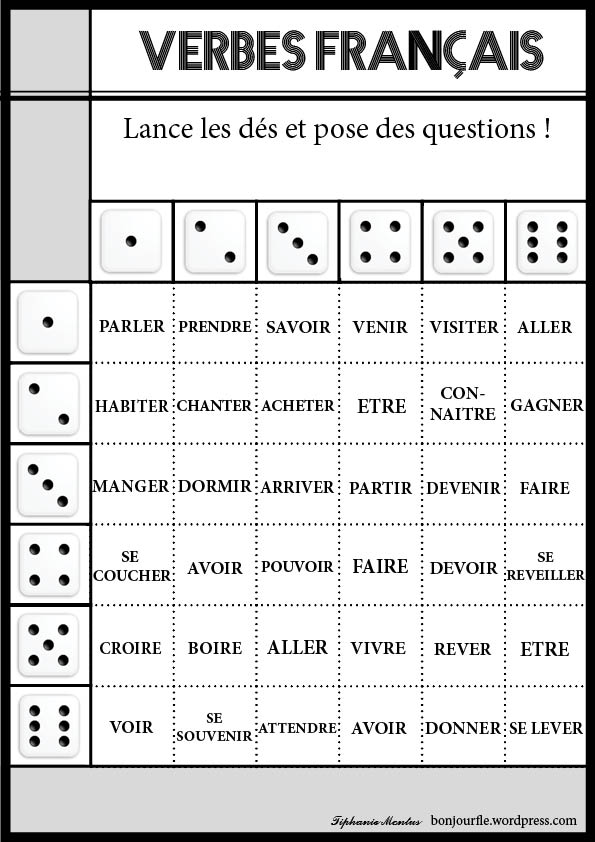 VERBES FRANÇAIS
Lance les dés et pose des questions !
PARLER PRENDRE SAVOIR VENIR VISITER ALLER
HABITER CHANTER ACHETER ETRE CON-
NAITRE GAGNER
MANGER DORMIR ARRIVER PARTIR DEVENIR FAIRE
SE
COUCHER AVOIR POUVOIR FAIRE DEVOIR SE
REVEILLER
CROIRE BOIRE ALLER VIVRE REVER ETRE
VOIR SE
SOUVENIR ATTENDRE AVOIR DONNER SE LEVER
Tiphanie Mentus bonjourfle.wordpress.com